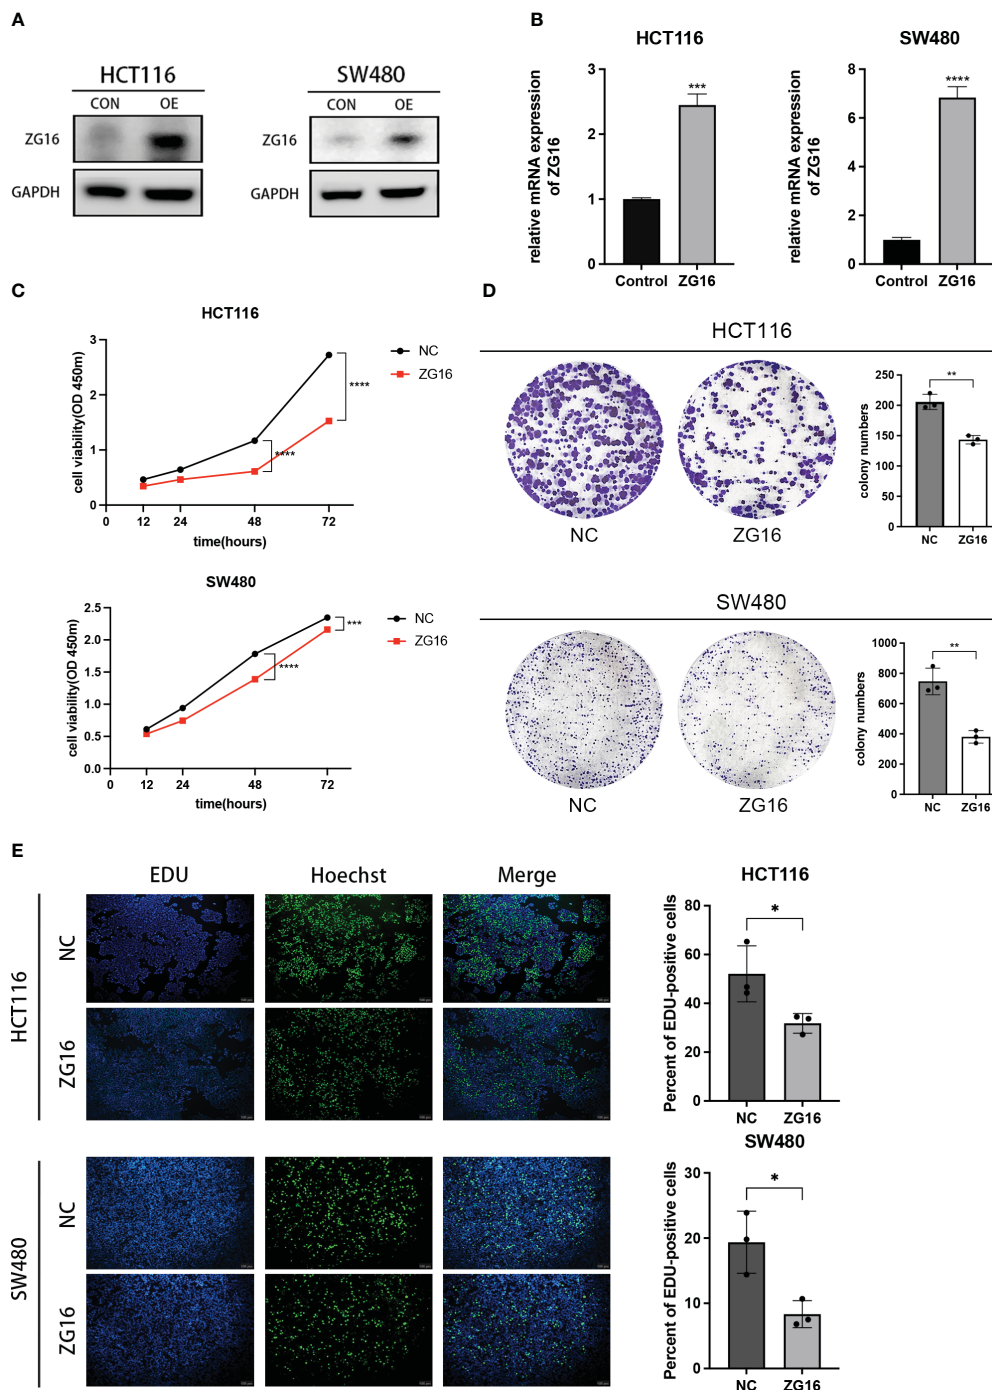 A
HCT116
CON OE
ZG16
GAPDH
SW480
CON OE
ZG16
GAPDH
B
HCT116
relative mRNA expression
of ZG16
3
2
1
0
***
Control ZG16
SW480
relative mRNA expression
of ZG16
8
6
4
2
0
****
Control ZG16
C
HCT116
cell viability(OD 450m)
3
2
1
0
0 12 24 48 72
time(hours)
NC
ZG16
****
****
SW480
cell viability(OD 450m)
2.5
2.0
1.5
1.0
0.5
0.0
0 12 24 48 72
time(hours)
NC
ZG16
***
****
D
HCT116
NC ZG16
colony numbers
250
200
150
100
50
0
**
NC ZG16
SW480
NC ZG16
colony numbers
1000
800
600
400
200
0
**
NC ZG16
E
EDU Hoechst Merge
HCT116
NC
ZG16
SW480
NC
ZG16
HCT116
Percent of EDU-positive cells
80
60
40
20
0
*
NC ZG16
SW480
Percent of EDU-positive cells
30
20
10
0
*
NC ZG16